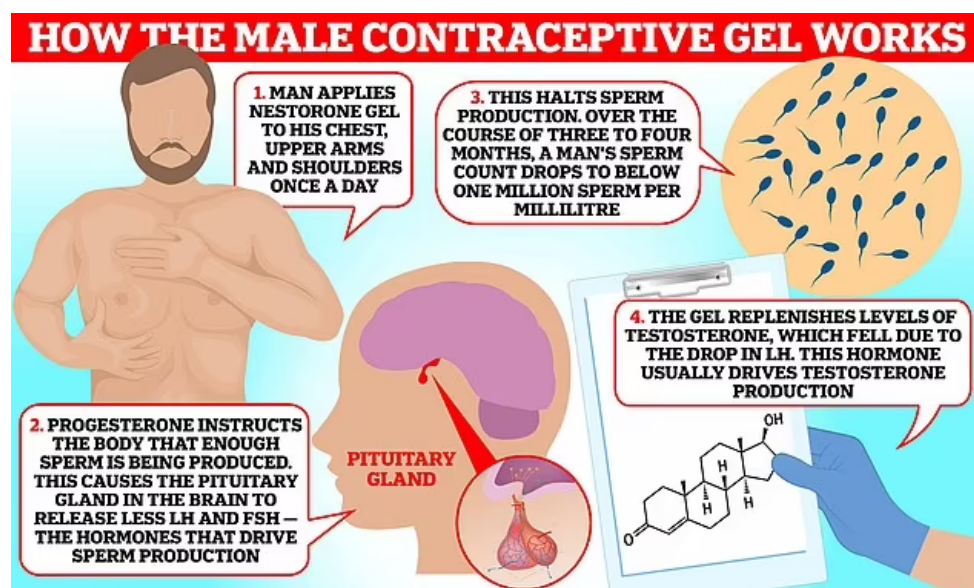 HOW THE MALE CONTRACEPTIVE GEL WORKS
1. MAN APPLIES
NESTORONE GEL
TO HIS CHEST,
UPPER ARMS
AND SHOULDERS
ONCE A DAY
2. PROGESTERONE INSTRUCTS
THE BODY THAT ENOUGH
SPERM IS BEING PRODUCED.
THIS CAUSES THE PITUITARY
GLAND IN THE BRAIN TO
RELEASE LESS LH AND FSH —
THE HORMONES THAT DRIVE
SPERM PRODUCTION
PITUITARY
GLAND
3. THIS HALTS SPERM
PRODUCTION. OVER THE
COURSE OF THREE TO FOUR
MONTHS, A MAN'S SPERM
COUNT DROPS TO BELOW
ONE MILLION SPERM PER
MILLILITRE
4. THE GEL REPLENISHES LEVELS OF
TESTOSTERONE, WHICH FELL DUE TO
THE DROP IN LH. THIS HORMONE
USUALLY DRIVES TESTOSTERONE
PRODUCTION
OH
H
H
H
O